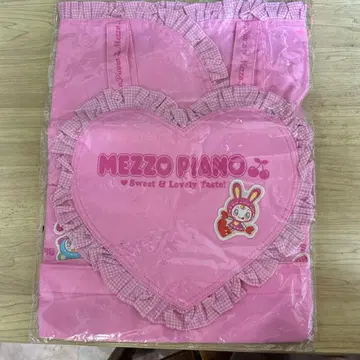 MEZZO PIANO
♥ Sweet & Lovely Taste!